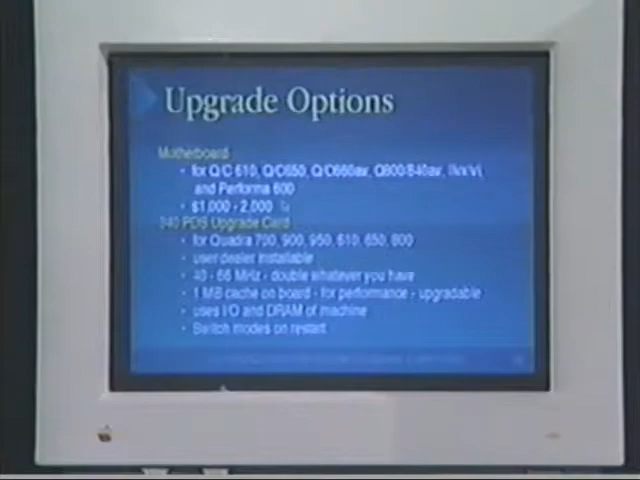 Upgrade Options
Motherboard
• for Q/C 610, Q/C650, Q/C660av, Q800/840av, IIvx/vi,
and Performa 600
• $1,000 - 2,000
040 PDS Upgrade Card
• for Quadra 700, 900, 950, 610, 650, 800
• user dealer installable
• 40 - 66 MHz - double whatever you have
• 1 MB cache on board - for performance - upgradable
• uses I/O and DRAM of machine
• Switch modes on restart